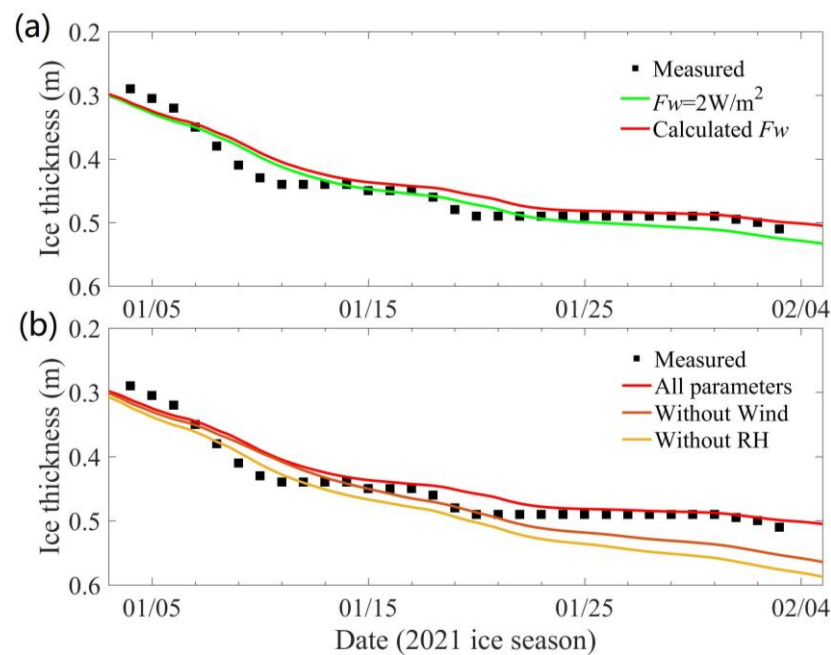 (a)
0.2
0.3
0.4
0.5
0.6
Ice thickness (m)
Measured
Fw=2W/m²
Calculated Fw
01/05 01/15 01/25 02/04
(b)
0.2
0.3
0.4
0.5
0.6
Ice thickness (m)
Measured
All parameters
Without Wind
Without RH
01/05 01/15 01/25 02/04
Date (2021 ice season)